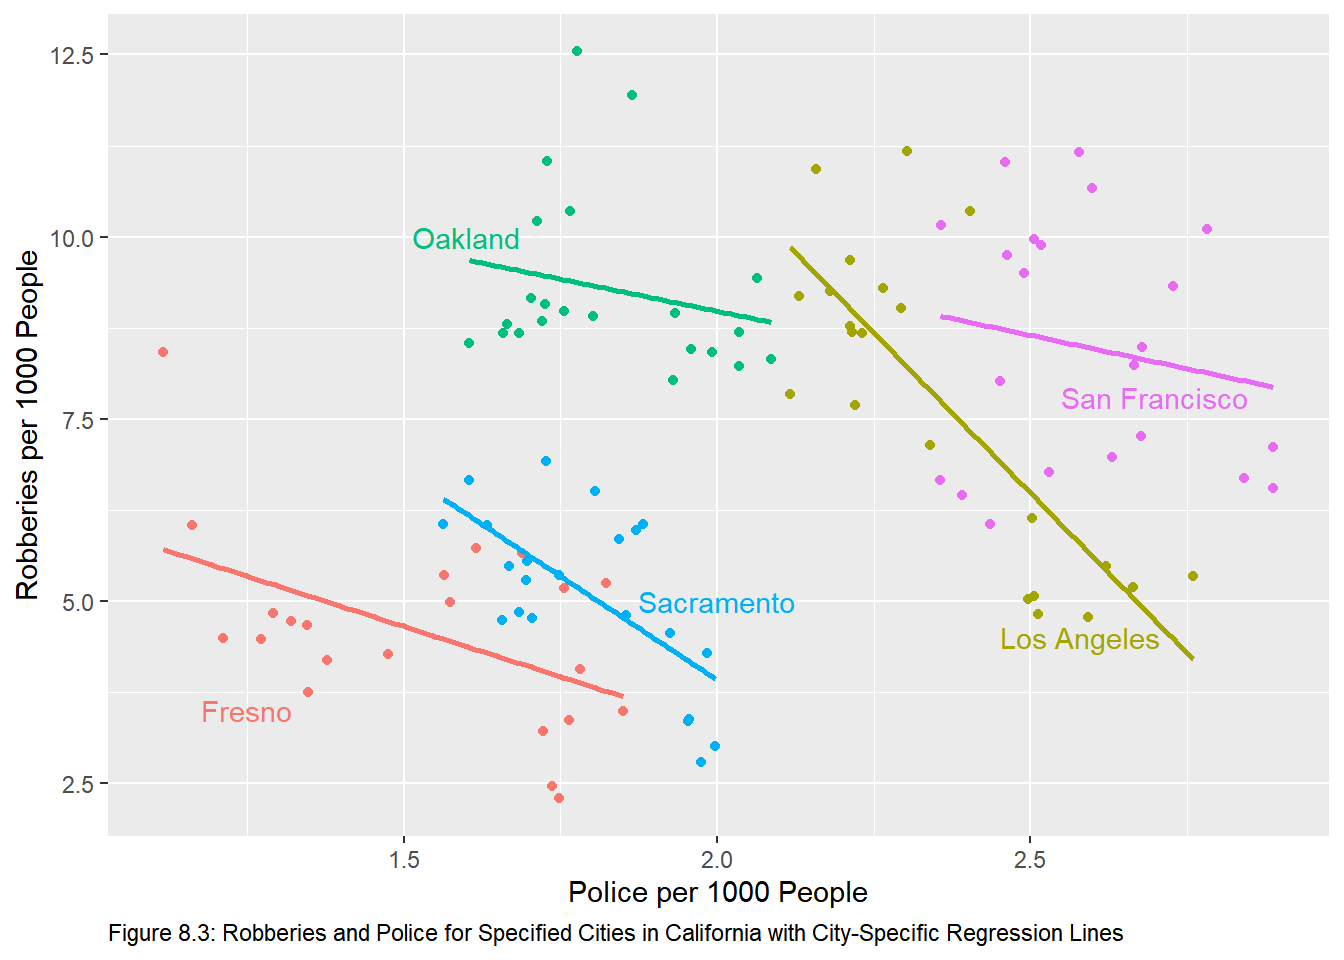 12.5
10.0
7.5
5.0
2.5
Robberies per 1000 People
Oakland
San Francisco
Sacramento
Los Angeles
Fresno
1.5
2.0
2.5
Police per 1000 People
Figure 8.3: Robberies and Police for Specified Cities in California with City-Specific Regression Lines